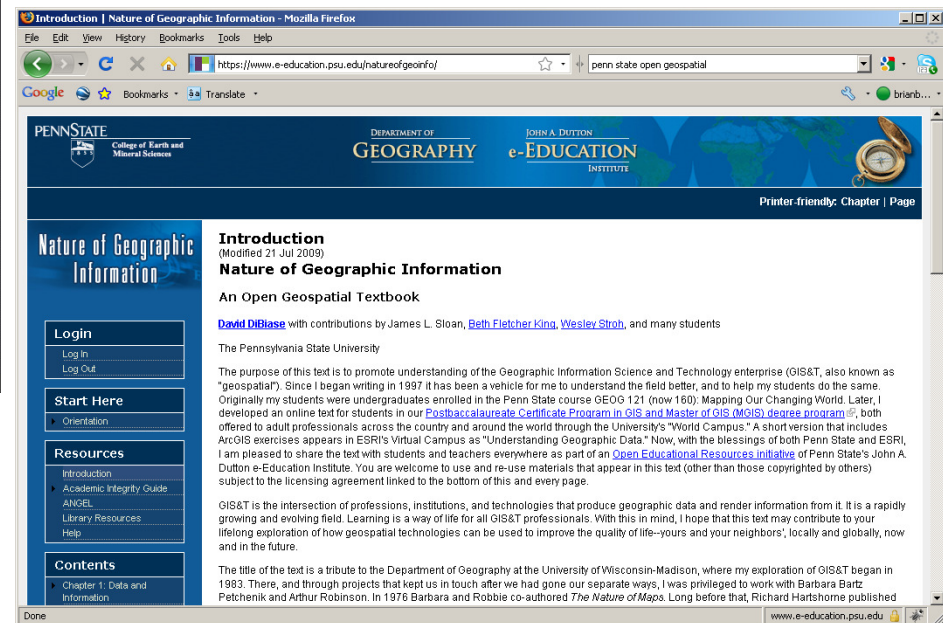 Introduction | Nature of Geographic Information - Mozilla Firefox
File Edit View History Bookmarks Tools Help
https://www.e-education.psu.edu/natureofgeoinfo/
penn state open geospatial
Google Bookmarks Translate brianb...
PENNSTATE
1855
College of Earth and
Mineral Sciences
DEPARTMENT OF
GEOGRAPHY
JOHN A. DUTTON
e-EDUCATION
INSTITUTE
Printer-friendly: Chapter | Page
Nature of Geographic
Information
Login
Log In
Log Out
Start Here
Orientation
Resources
Introduction
Academic Integrity Guide
ANGEL
Library Resources
Help
Contents
Chapter 1: Data and
Information
Introduction
(Modified 21 Jul 2009)
Nature of Geographic Information
An Open Geospatial Textbook
David DiBiase with contributions by James L. Sloan, Beth Fletcher King, Wesley Stroh, and many students
The Pennsylvania State University
The purpose of this text is to promote understanding of the Geographic Information Science and Technology enterprise (GIS&T, also known as
"geospatial"). Since I began writing in 1997 it has been a vehicle for me to understand the field better, and to help my students do the same.
Originally my students were undergraduates enrolled in the Penn State course GEOG 121 (now 160): Mapping Our Changing World. Later, I
developed an online text for students in our Postbaccalaureate Certificate Program in GIS and Master of GIS (MGIS) degree program, both
offered to adult professionals across the country and around the world through the University's "World Campus." A short version that includes
ArcGIS exercises appears in ESRI's Virtual Campus as "Understanding Geographic Data." Now, with the blessings of both Penn State and ESRI,
I am pleased to share the text with students and teachers everywhere as part of an Open Educational Resources initiative of Penn State's John A.
Dutton e-Education Institute. You are welcome to use and re-use materials that appear in this text (other than those copyrighted by others)
subject to the licensing agreement linked to the bottom of this and every page.
GIS&T is the intersection of professions, institutions, and technologies that produce geographic data and render information from it. It is a rapidly
growing and evolving field. Learning is a way of life for all GIS&T professionals. With this in mind, I hope that this text may contribute to your
lifelong exploration of how geospatial technologies can be used to improve the quality of life--yours and your neighbors', locally and globally, now
and in the future.
The title of the text is a tribute to the Department of Geography at the University of Wisconsin-Madison, where my exploration of GIS&T began in
1983. There, and through projects that kept us in touch after we had gone our separate ways, I was privileged to work with Barbara Bartz
Petchenik and Arthur Robinson. In 1976 Barbara and Robbie co-authored The Nature of Maps. Long before that, Richard Hartshorne published
Done
www.e-education.psu.edu